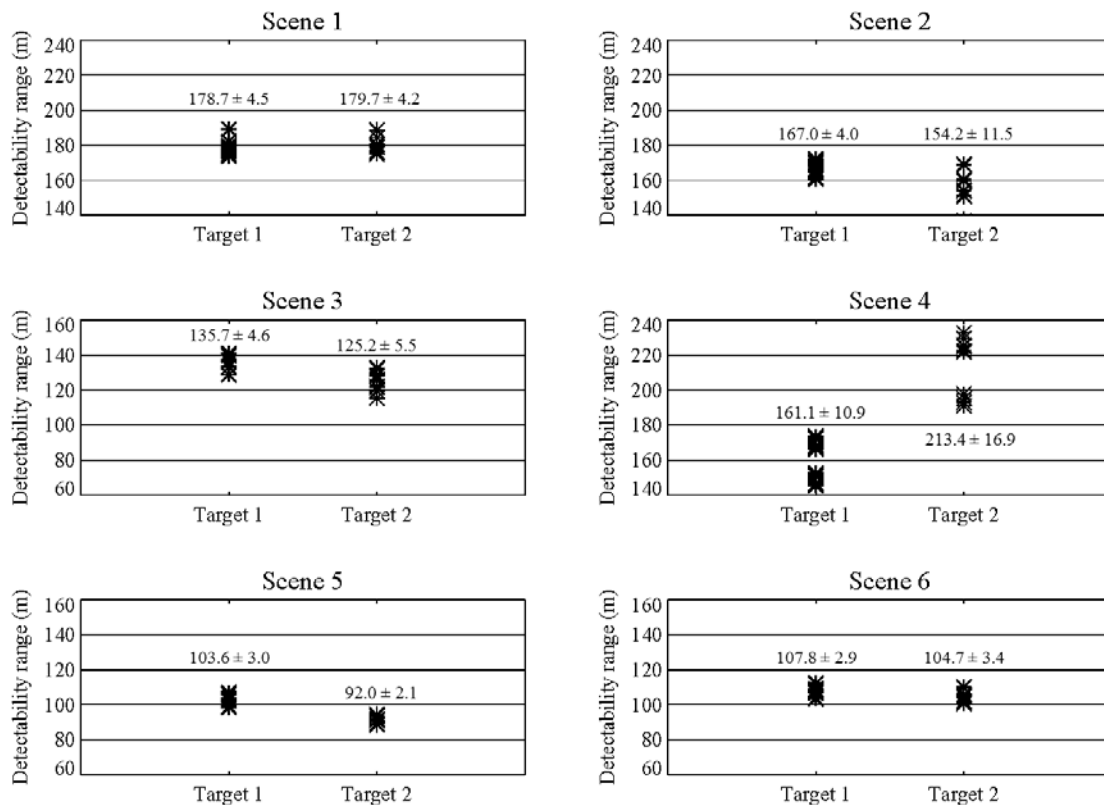 Scene 1
Detectability range (m)
240
220
200
180
160
140
178.7 ± 4.5
179.7 ± 4.2
Target 1
Target 2
Scene 2
Detectability range (m)
240
220
200
180
160
140
167.0 ± 4.0
154.2 ± 11.5
Target 1
Target 2
Scene 3
Detectability range (m)
160
140
120
100
80
60
135.7 ± 4.6
125.2 ± 5.5
Target 1
Target 2
Scene 4
Detectability range (m)
240
220
200
180
160
140
161.1 ± 10.9
213.4 ± 16.9
Target 1
Target 2
Scene 5
Detectability range (m)
160
140
120
100
80
60
103.6 ± 3.0
92.0 ± 2.1
Target 1
Target 2
Scene 6
Detectability range (m)
160
140
120
100
80
60
107.8 ± 2.9
104.7 ± 3.4
Target 1
Target 2